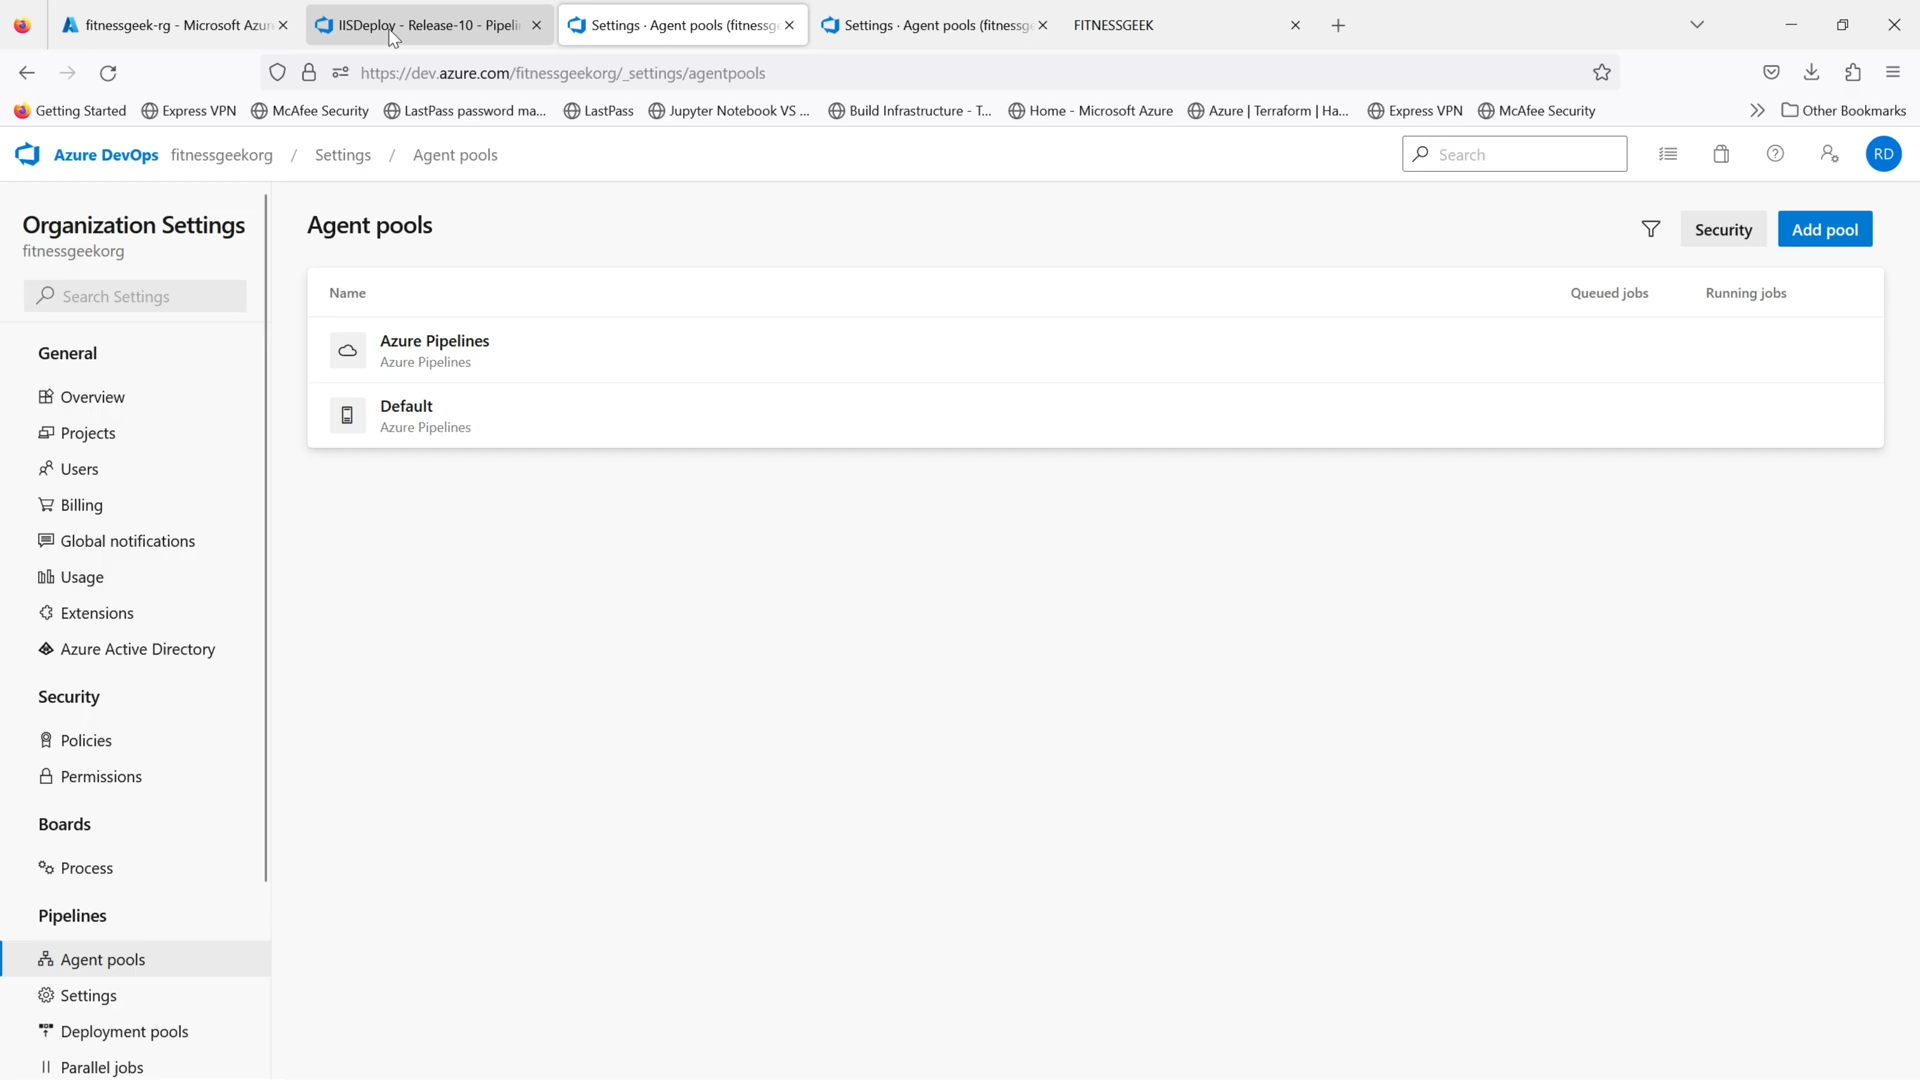 fitnessgeek-rg - Microsoft Azur
IISDeploy - Release-10 - Pipeli
Settings · Agent pools (fitnessge
Settings · Agent pools (fitnessge
FITNESSGEEK
https://dev.azure.com/fitnessgeekorg/_settings/agentpools
Getting Started
Express VPN
McAfee Security
LastPass password ma...
LastPass
Jupyter Notebook VS ...
Build Infrastructure - T...
Home - Microsoft Azure
Azure | Terraform | Ha...
Express VPN
McAfee Security
Other Bookmarks
Azure DevOps fitnessgeekorg / Settings / Agent pools
Search
RD
Organization Settings
fitnessgeekorg
Search Settings
General
Overview
Projects
Users
Billing
Global notifications
Usage
Extensions
Azure Active Directory
Security
Policies
Permissions
Boards
Process
Pipelines
Agent pools
Settings
Deployment pools
Parallel jobs
Agent pools
Security
Add pool
Name
Queued jobs
Running jobs
Azure Pipelines
Azure Pipelines
Default
Azure Pipelines